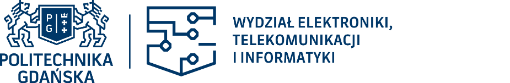 P G
POLITECHNIKA
GDAŃSKA
WYDZIAŁ ELEKTRONIKI,
TELEKOMUNIKACJI
I INFORMATYKI